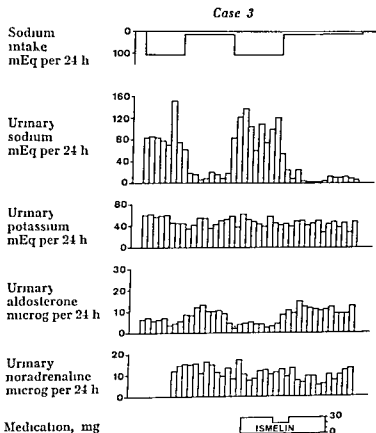 Case 3
Sodium
intake
mEq per 24 h
0
100
Urinary
sodium
mEq per 24 h
160
120
80
40
0
Urinary
potassium
mEq per 24 h
80
40
0
Urinary
aldosterone
microg per 24 h
30
20
10
0
Urinary
noradrenaline
microg per 24 h
20
10
0
Medication, mg
ISMELIN
30
0